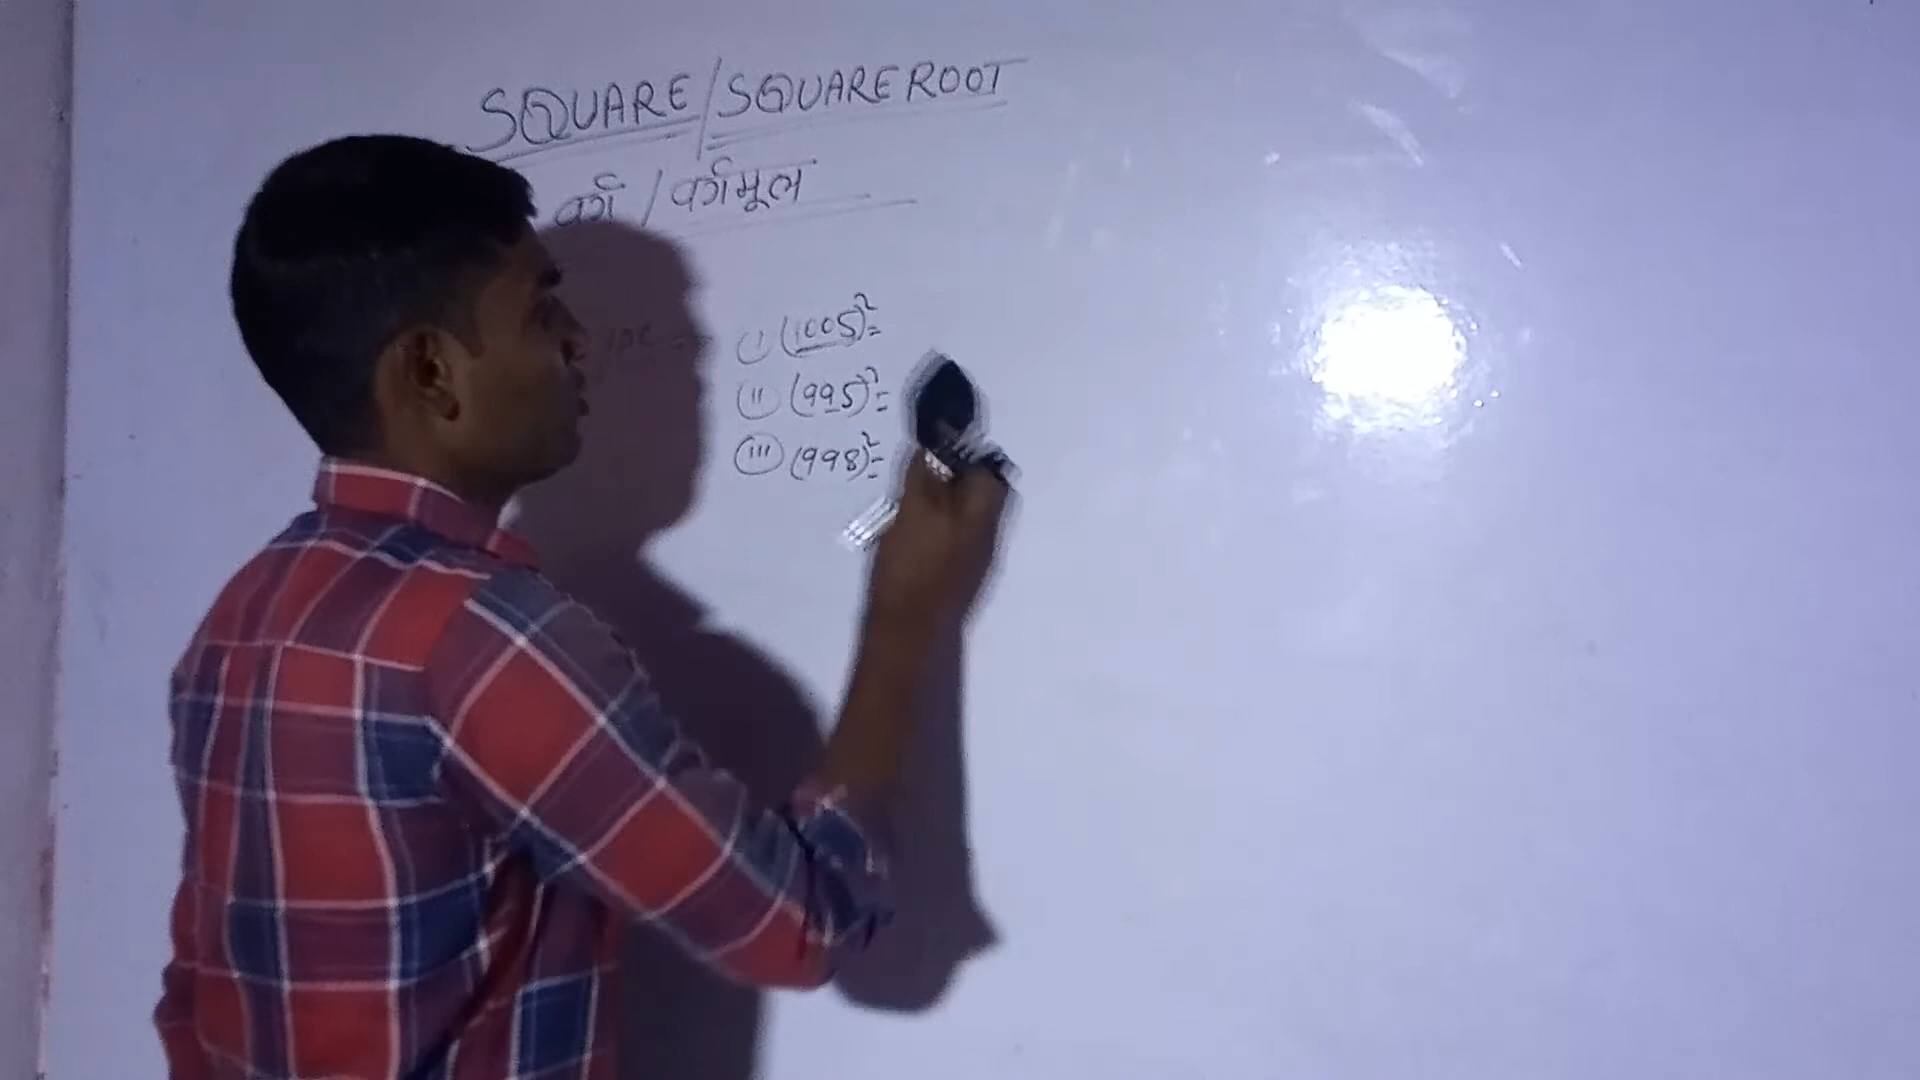 SQUARE/SQUARE ROOT
वर्ग / वर्गमूल
(i) (1005)²=
(ii) (995)²=
(iii) (998)²=